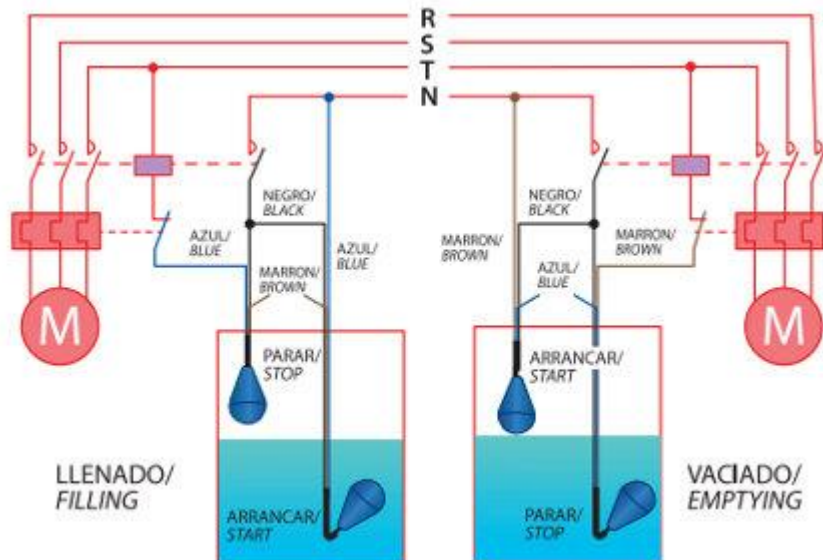 R
S
T
N
NEGRO/
BLACK
AZUL/
BLUE
MARRON/
BROWN
AZUL/
BLUE
M
PARAR/
STOP
LLENADO/
FILLING
ARRANCAR/
START
NEGRO/
BLACK
MARRON/
BROWN
MARRON/
BROWN
AZUL/
BLUE
M
ARRANCAR/
START
VACIADO/
EMPTYING
PARAR/
STOP